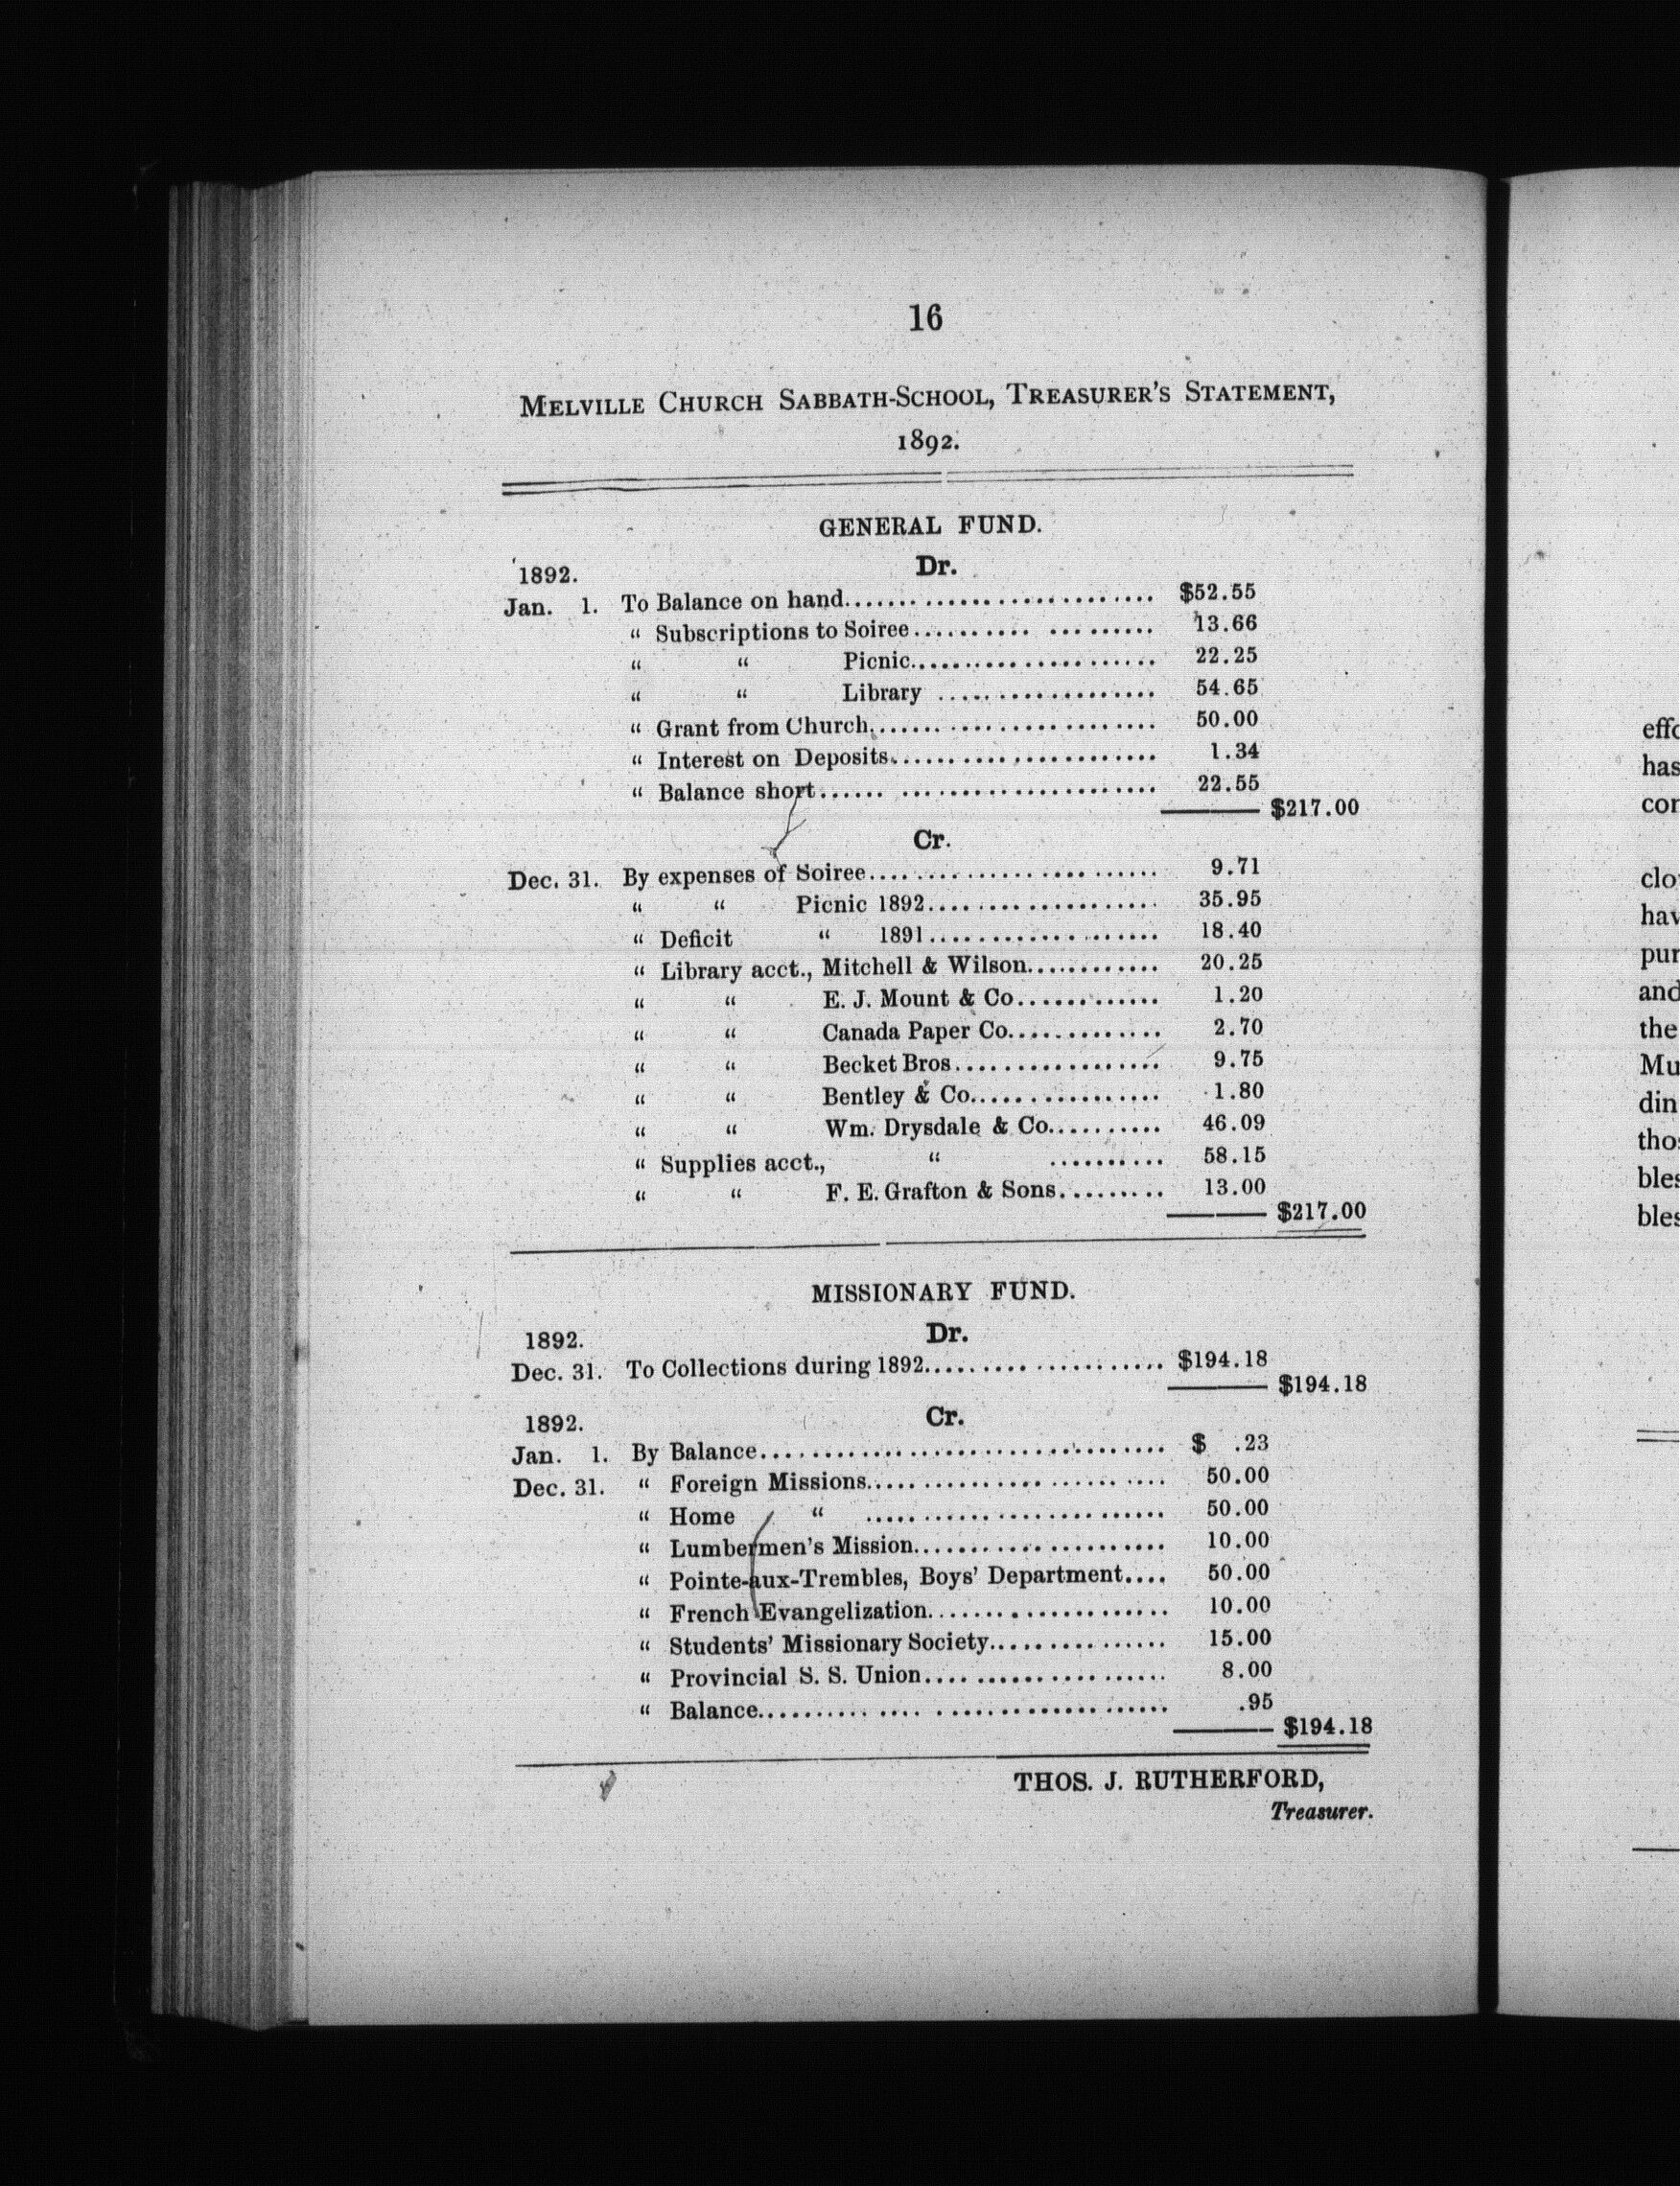 16
MELVILLE CHURCH SABBATH-SCHOOL, TREASURER'S STATEMENT,
1892.
GENERAL FUND.
1892. Dr.
Jan. 1. To Balance on hand.......................... $52.55
“ Subscriptions to Soiree.................... 13.66
“ “ Picnic...................... 22.25
“ “ Library ................... 54.65
“ Grant from Church........................ 50.00
“ Interest on Deposits...................... 1.34
“ Balance short........................... 22.55
$217.00
Cr.
Dec. 31. By expenses of Soiree........................ 9.71
“ “ Picnic 1892.................... 35.95
“ Deficit “ 1891.................... 18.40
“ Library acct., Mitchell & Wilson............ 20.25
“ “ E. J. Mount & Co............ 1.20
“ “ Canada Paper Co............. 2.70
“ “ Becket Bros................. 9.75
“ “ Bentley & Co................ 1.80
“ “ Wm. Drysdale & Co.......... 46.09
“ Supplies acct., “ .......... 58.15
“ “ F. E. Grafton & Sons......... 13.00
$217.00
MISSIONARY FUND.
1892. Dr.
Dec. 31. To Collections during 1892.................... $194.18
$194.18
1892. Cr.
Jan. 1. By Balance.................................. $ .23
Dec. 31. “ Foreign Missions......................... 50.00
“ Home “ ......................... 50.00
“ Lumbermen's Mission..................... 10.00
“ Pointe-aux-Trembles, Boys' Department.... 50.00
“ French Evangelization.................... 10.00
“ Students' Missionary Society............... 15.00
“ Provincial S. S. Union.................... 8.00
“ Balance.................................. .95
$194.18
THOS. J. RUTHERFORD,
Treasurer.
effo
has
con
clo
hav
pur
and
the
Mu
din
tho
bles
bles